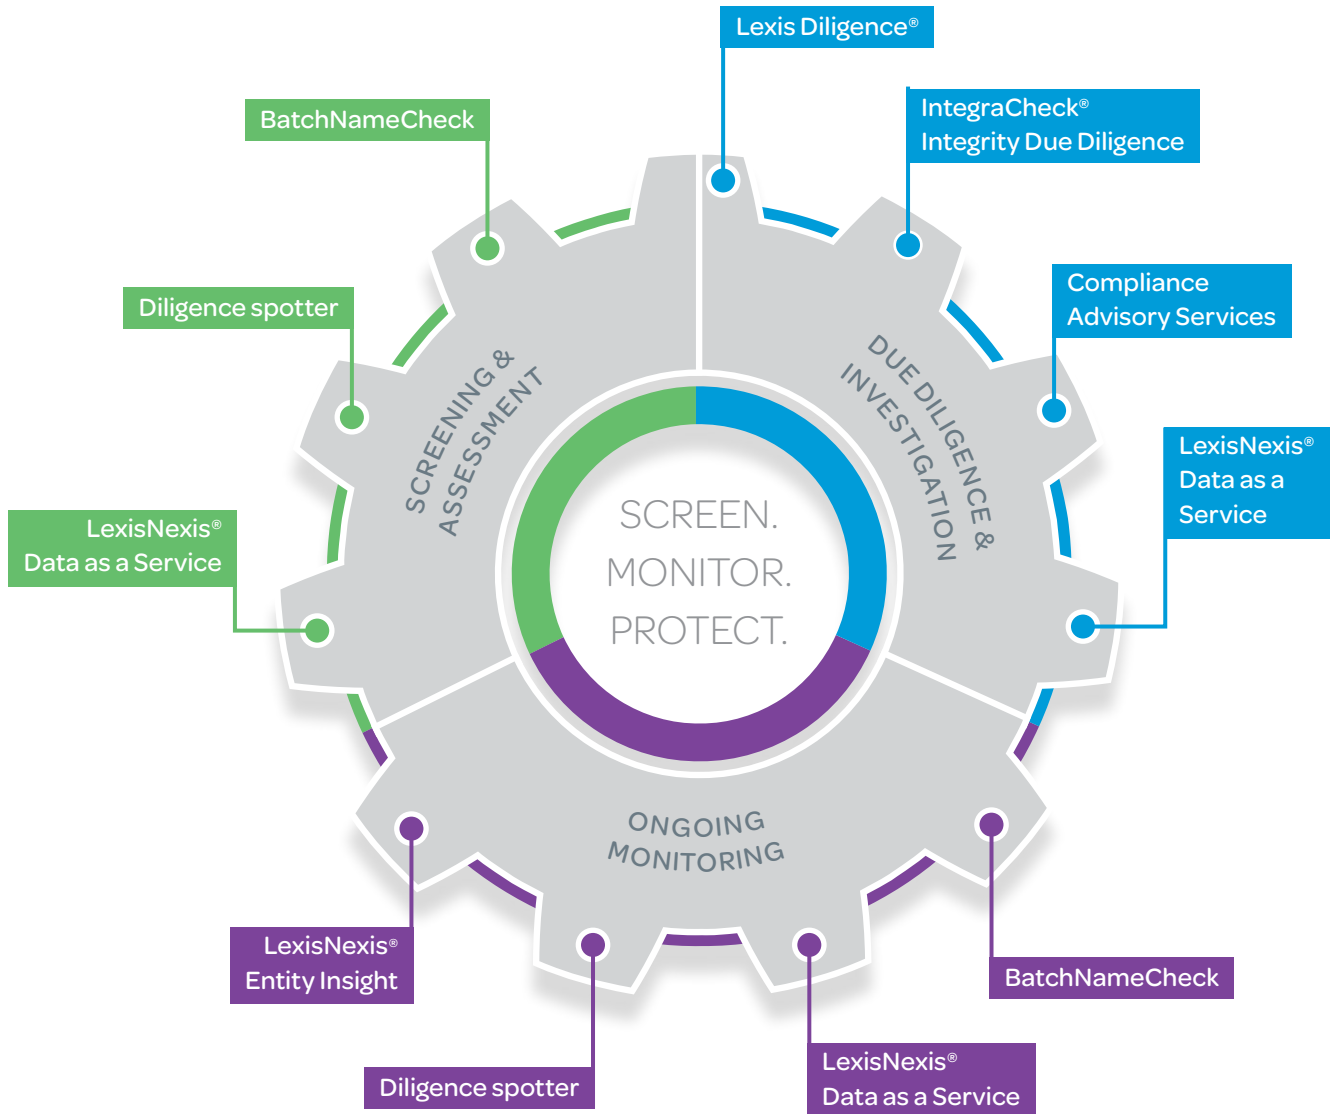 Lexis Diligence®
BatchNameCheck
IntegraCheck®
Integrity Due Diligence
Diligence spotter
Compliance
Advisory Services
SCREENING &
ASSESSMENT
DUE DILIGENCE &
INVESTIGATION
LexisNexis®
Data as a
Service
LexisNexis®
Data as a Service
SCREEN.
MONITOR.
PROTECT.
ONGOING
MONITORING
LexisNexis®
Entity Insight
BatchNameCheck
Diligence spotter
LexisNexis®
Data as a Service